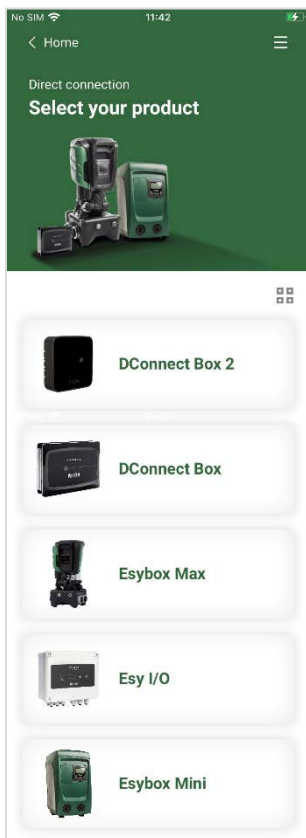 No SIM 11:42
Home
Direct connection
Select your product
DConnect Box 2
DConnect Box
Esybox Max
Esy I/O
Esybox Mini